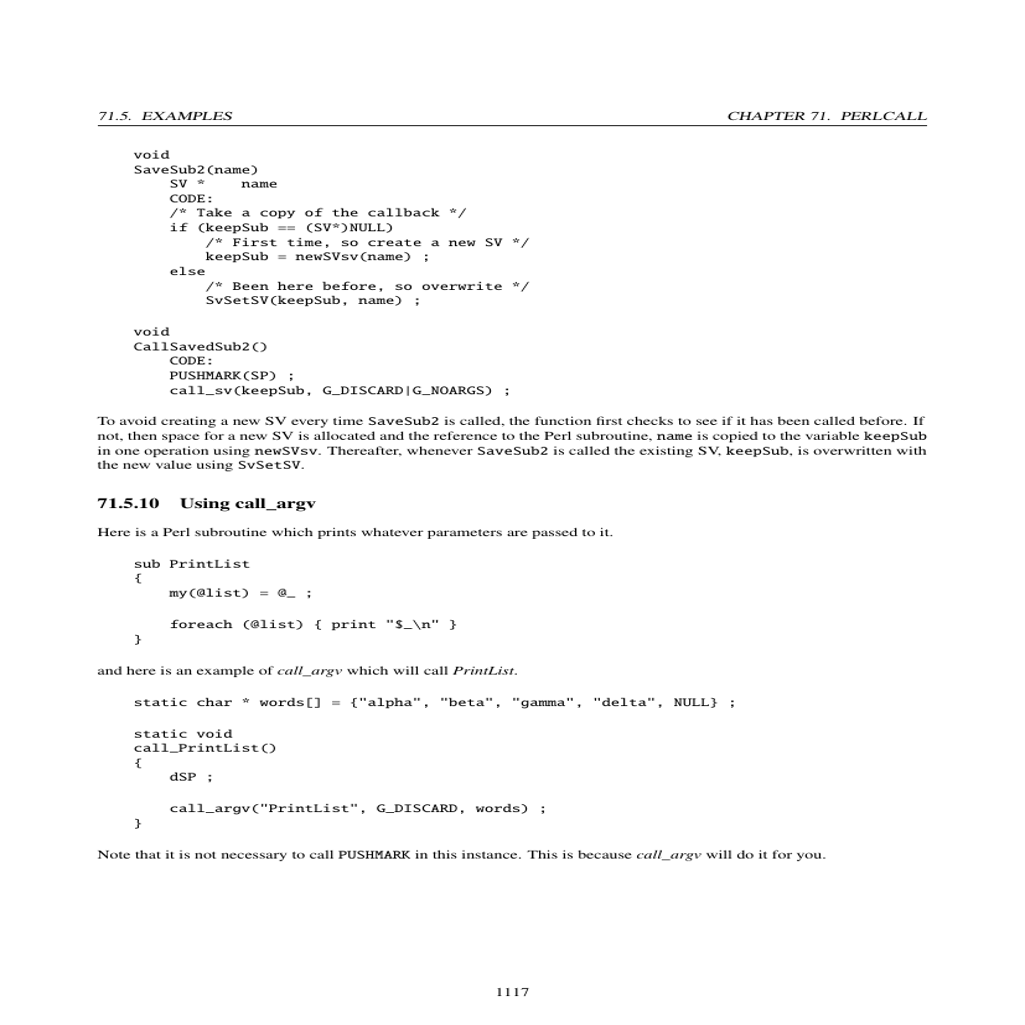 71.5. EXAMPLES CHAPTER 71. PERLCALL
void
SaveSub2(name)
    SV *    name
    CODE:
    /* Take a copy of the callback */
    if (keepSub == (SV*)NULL)
        /* First time, so create a new SV */
        keepSub = newSVsv(name) ;
    else
        /* Been here before, so overwrite */
        SvSetSV(keepSub, name) ;
void
CallSavedSub2()
    CODE:
    PUSHMARK(SP) ;
    call_sv(keepSub, G_DISCARD|G_NOARGS) ;
To avoid creating a new SV every time SaveSub2 is called, the function first checks to see if it has been called before. If
not, then space for a new SV is allocated and the reference to the Perl subroutine, name is copied to the variable keepSub
in one operation using newSVsv. Thereafter, whenever SaveSub2 is called the existing SV, keepSub, is overwritten with
the new value using SvSetSV.
71.5.10 Using call_argv
Here is a Perl subroutine which prints whatever parameters are passed to it.
sub PrintList
{
    my(@list) = @_ ;
    foreach (@list) { print "$_\n" }
}
and here is an example of call_argv which will call PrintList.
static char * words[] = {"alpha", "beta", "gamma", "delta", NULL} ;
static void
call_PrintList()
{
    dSP ;
    call_argv("PrintList", G_DISCARD, words) ;
}
Note that it is not necessary to call PUSHMARK in this instance. This is because call_argv will do it for you.
1117